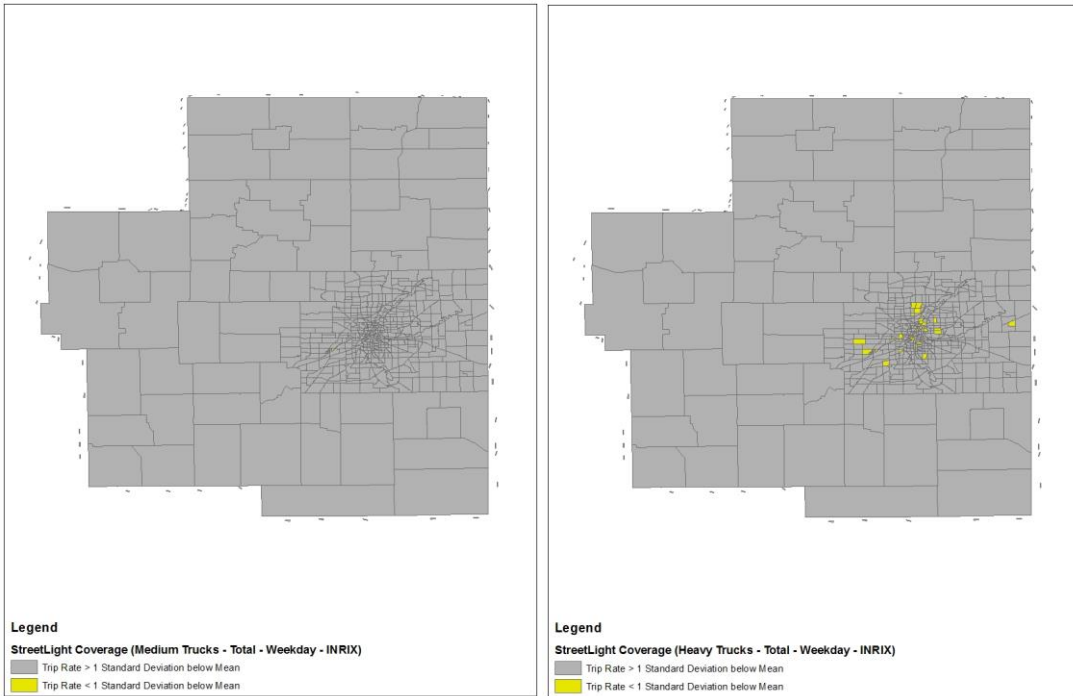 Legend
StreetLight Coverage (Medium Trucks - Total - Weekday - INRIX)
Trip Rate > 1 Standard Deviation below Mean
Trip Rate < 1 Standard Deviation below Mean
Legend
StreetLight Coverage (Heavy Trucks - Total - Weekday - INRIX)
Trip Rate > 1 Standard Deviation below Mean
Trip Rate < 1 Standard Deviation below Mean